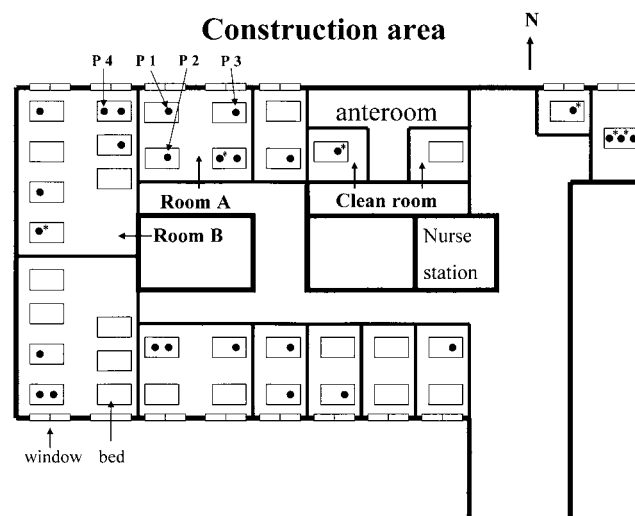 Construction area
N
P 4 P 1 P 2 P 3
anteroom
Room A
Clean room
Room B
Nurse
station
window
bed